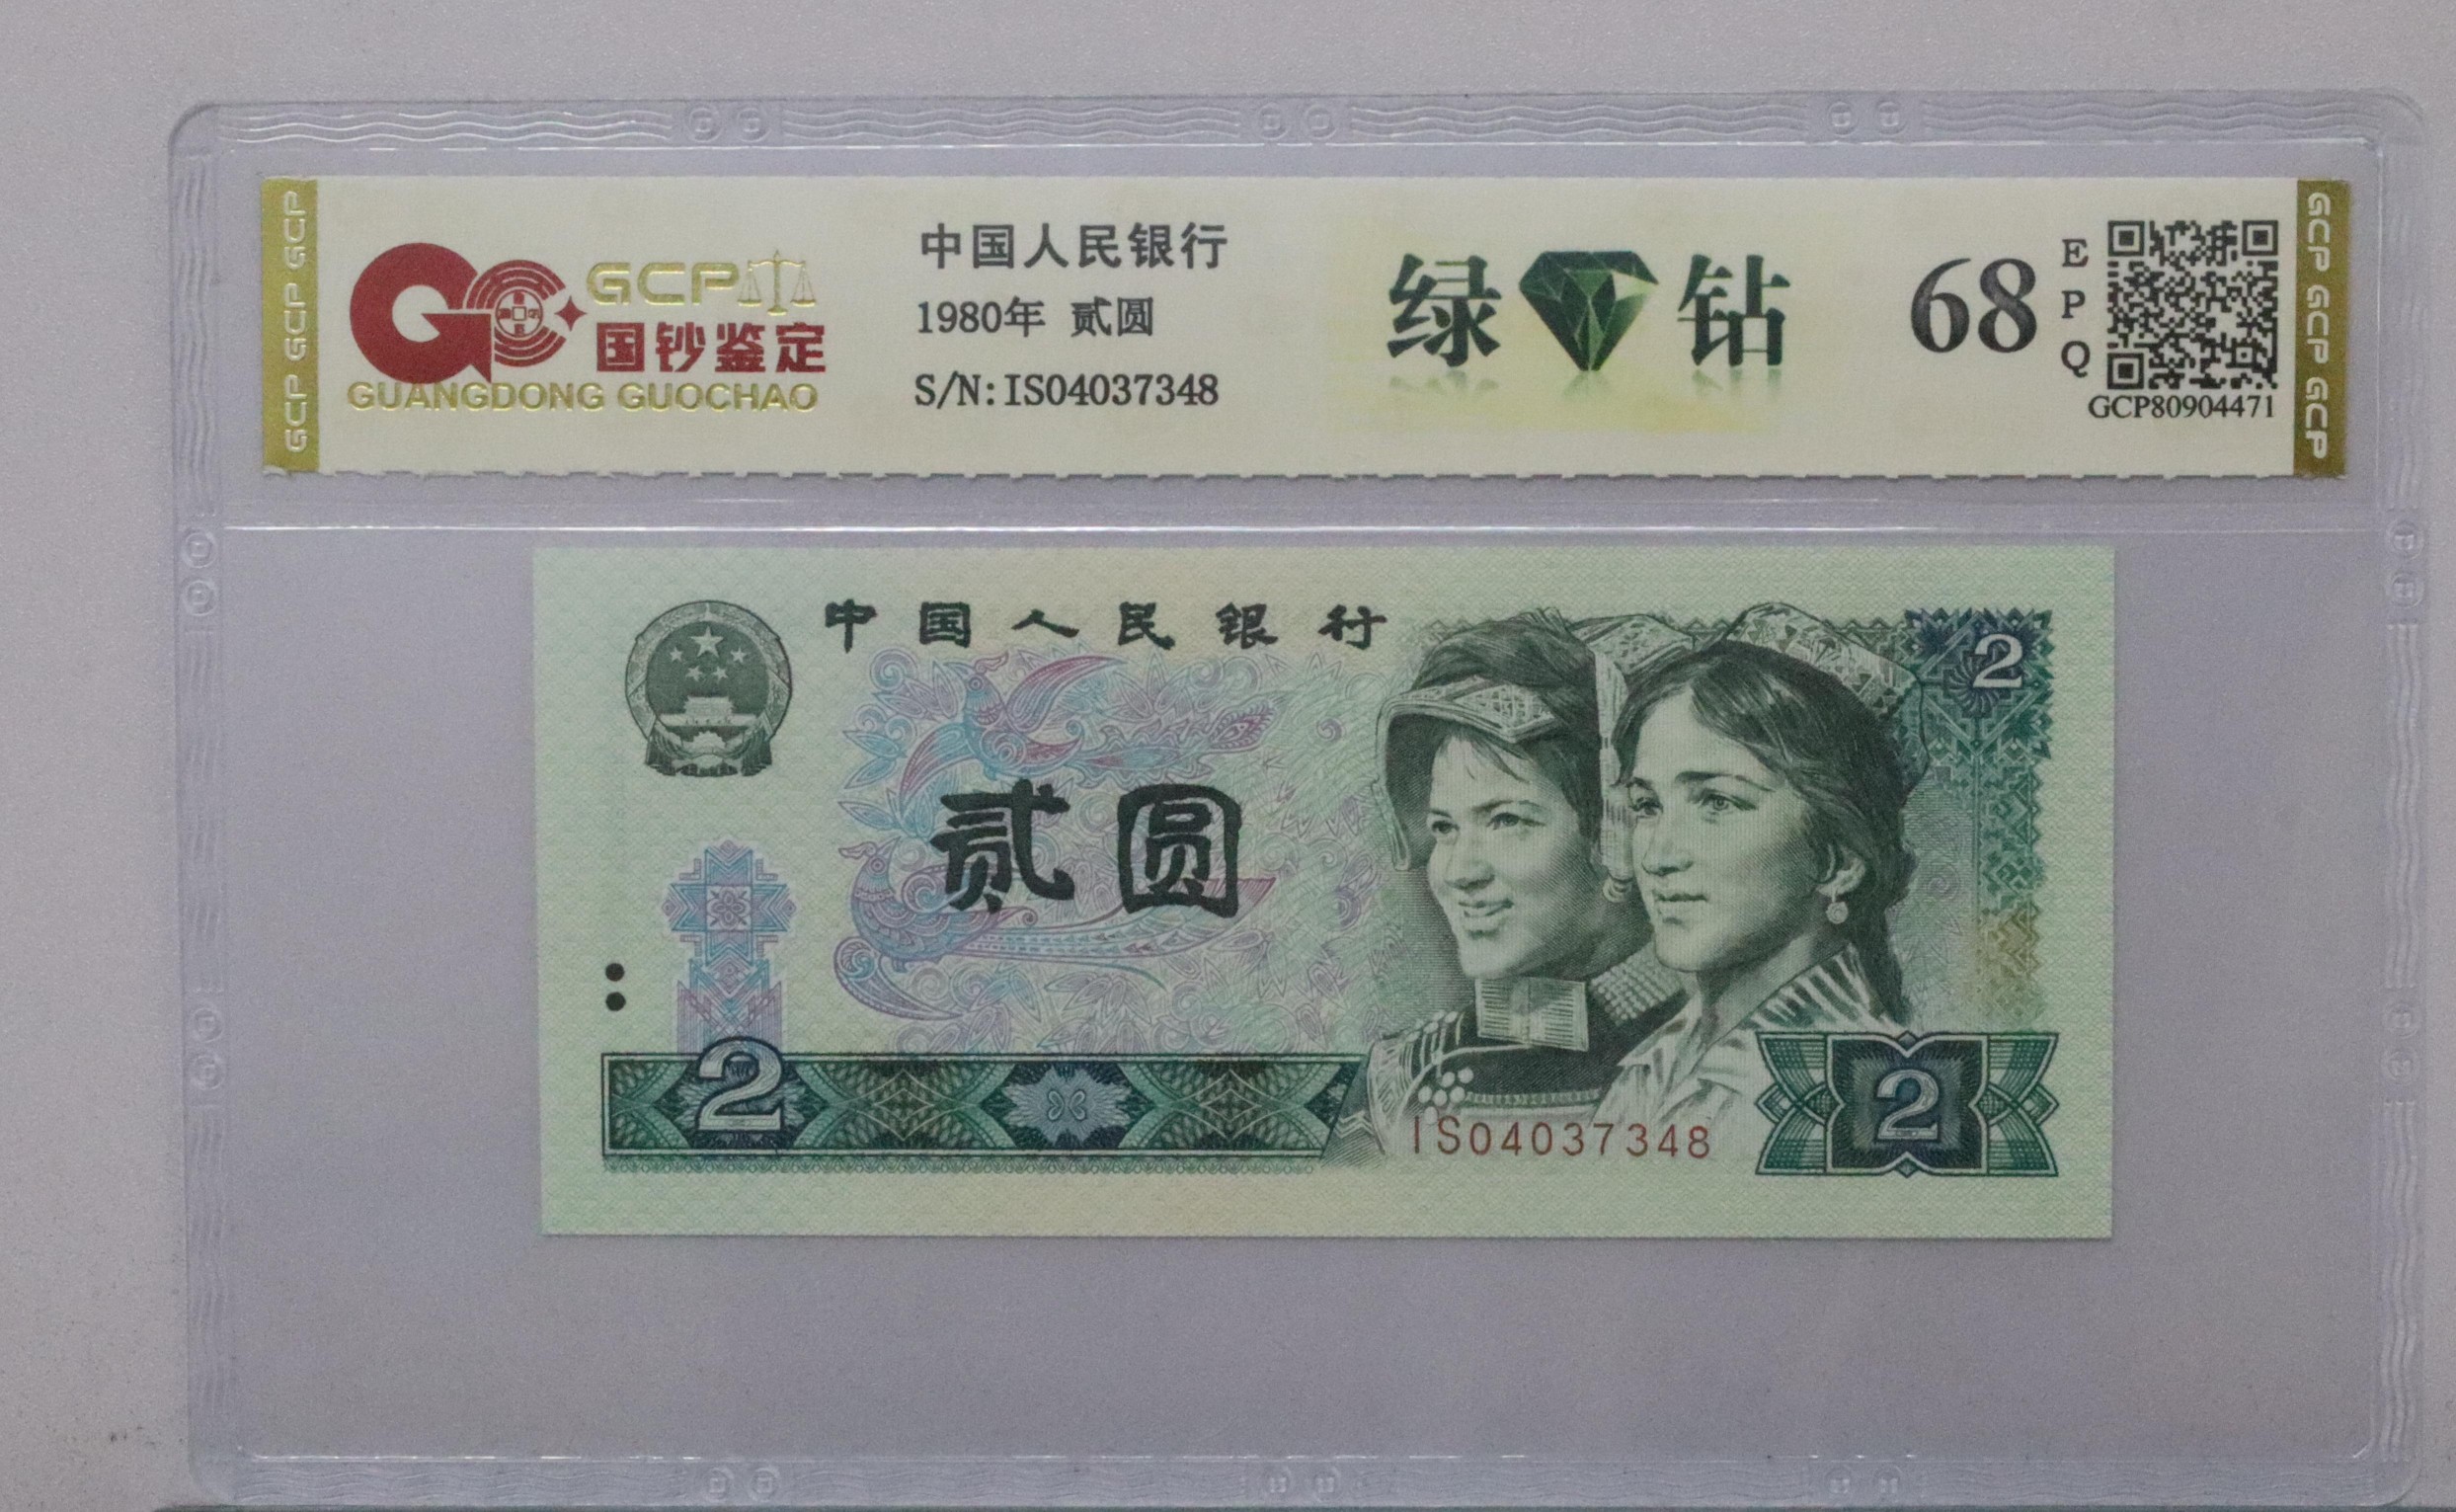 GCP GCP GCP
GCP
国钞鉴定
GUANGDONG GUOCHAO
中国人民银行
1980年 贰圆
S/N: IS04037348
绿 钻
68
E
P
Q
GCP80904471
GCP GCP GCP
中国人民银行
2
贰圆
2
IS04037348
2